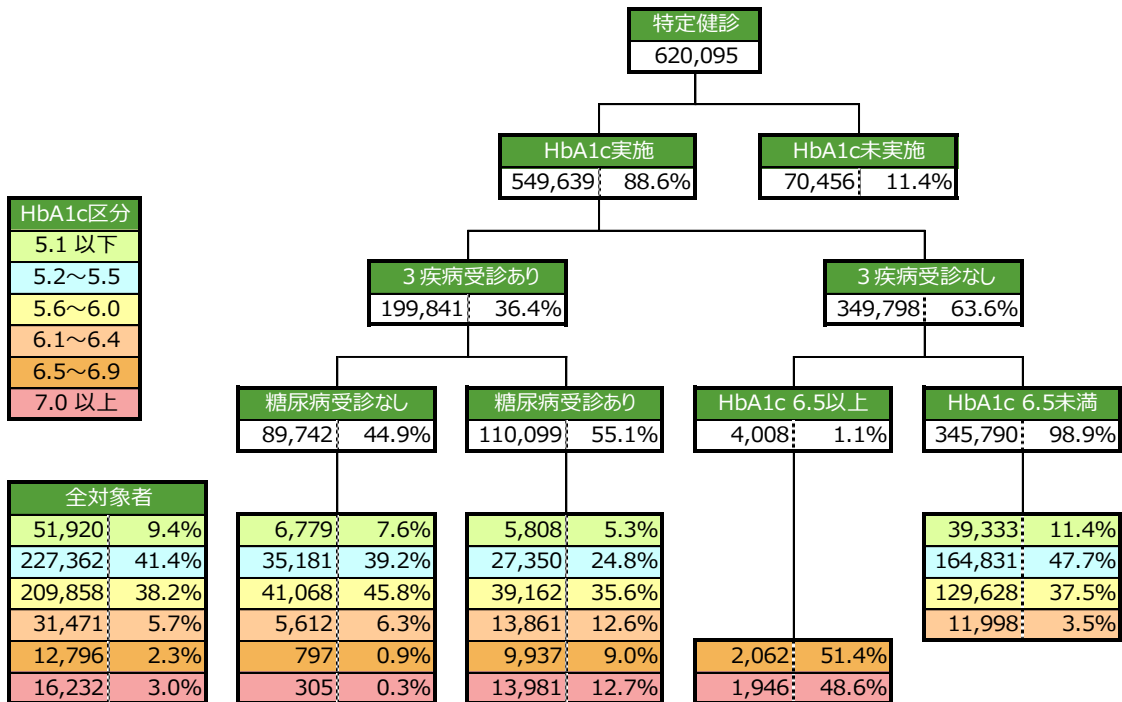 特定健診
620,095
HbA1c実施 HbA1c未実施
549,639 88.6% 70,456 11.4%
HbA1c区分
5.1 以下
5.2～5.5
5.6～6.0
6.1～6.4
6.5～6.9
7.0 以上
3疾病受診あり 3疾病受診なし
199,841 36.4% 349,798 63.6%
糖尿病受診なし 糖尿病受診あり HbA1c 6.5以上 HbA1c 6.5未満
89,742 44.9% 110,099 55.1% 4,008 1.1% 345,790 98.9%
全対象者
51,920 9.4% 6,779 7.6% 5,808 5.3% 39,333 11.4%
227,362 41.4% 35,181 39.2% 27,350 24.8% 164,831 47.7%
209,858 38.2% 41,068 45.8% 39,162 35.6% 129,628 37.5%
31,471 5.7% 5,612 6.3% 13,861 12.6% 11,998 3.5%
12,796 2.3% 797 0.9% 9,937 9.0% 2,062 51.4%
16,232 3.0% 305 0.3% 13,981 12.7% 1,946 48.6%